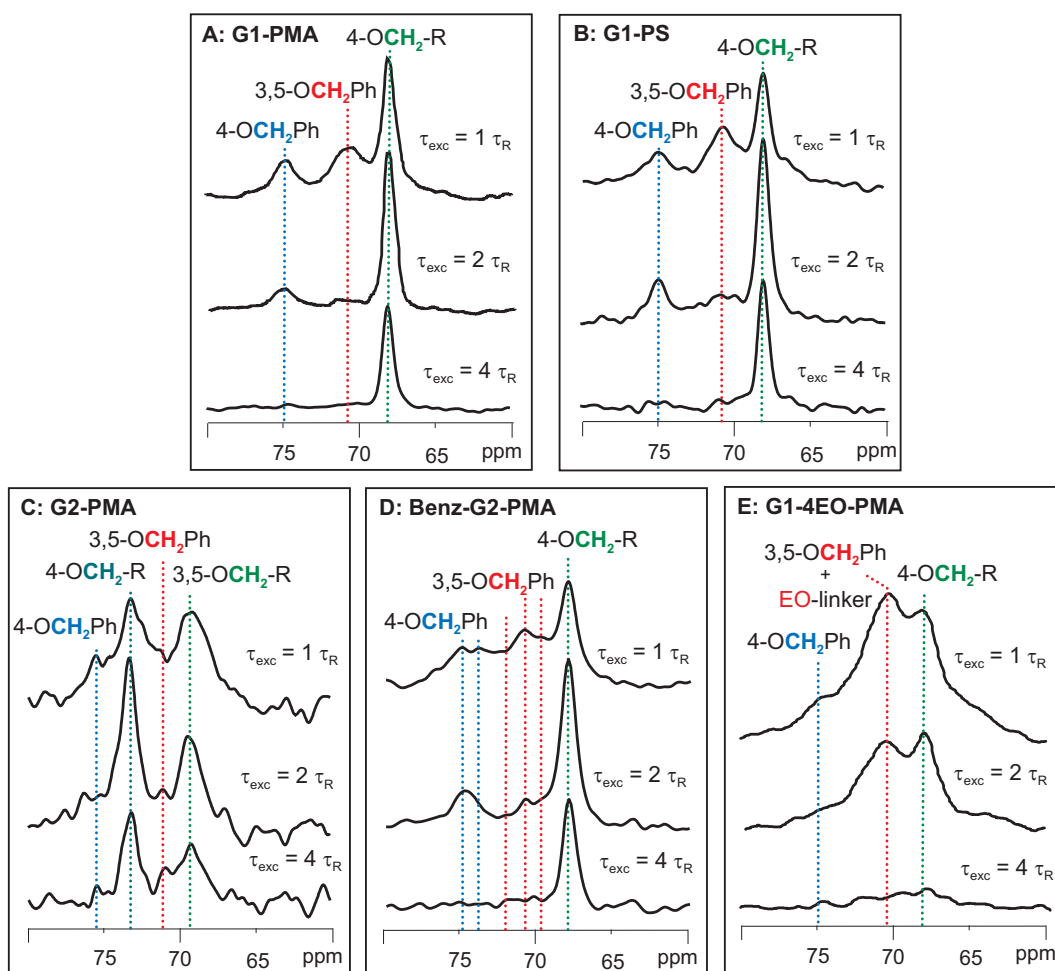 A: G1-PMA
4-OCH₂-R
3,5-OCH₂Ph
4-OCH₂Ph
τexc = 1 τR
τexc = 2 τR
τexc = 4 τR
75 70 65 ppm
B: G1-PS
4-OCH₂-R
3,5-OCH₂Ph
4-OCH₂Ph
τexc = 1 τR
τexc = 2 τR
τexc = 4 τR
75 70 65 ppm
C: G2-PMA
3,5-OCH₂Ph
4-OCH₂-R 3,5-OCH₂-R
4-OCH₂Ph
τexc = 1 τR
τexc = 2 τR
τexc = 4 τR
75 70 65 ppm
D: Benz-G2-PMA
4-OCH₂-R
3,5-OCH₂Ph
4-OCH₂Ph
τexc = 1 τR
τexc = 2 τR
τexc = 4 τR
75 70 65 ppm
E: G1-4EO-PMA
3,5-OCH₂Ph
+ 4-OCH₂-R
EO-linker
4-OCH₂Ph
τexc = 1 τR
τexc = 2 τR
τexc = 4 τR
75 70 65 ppm